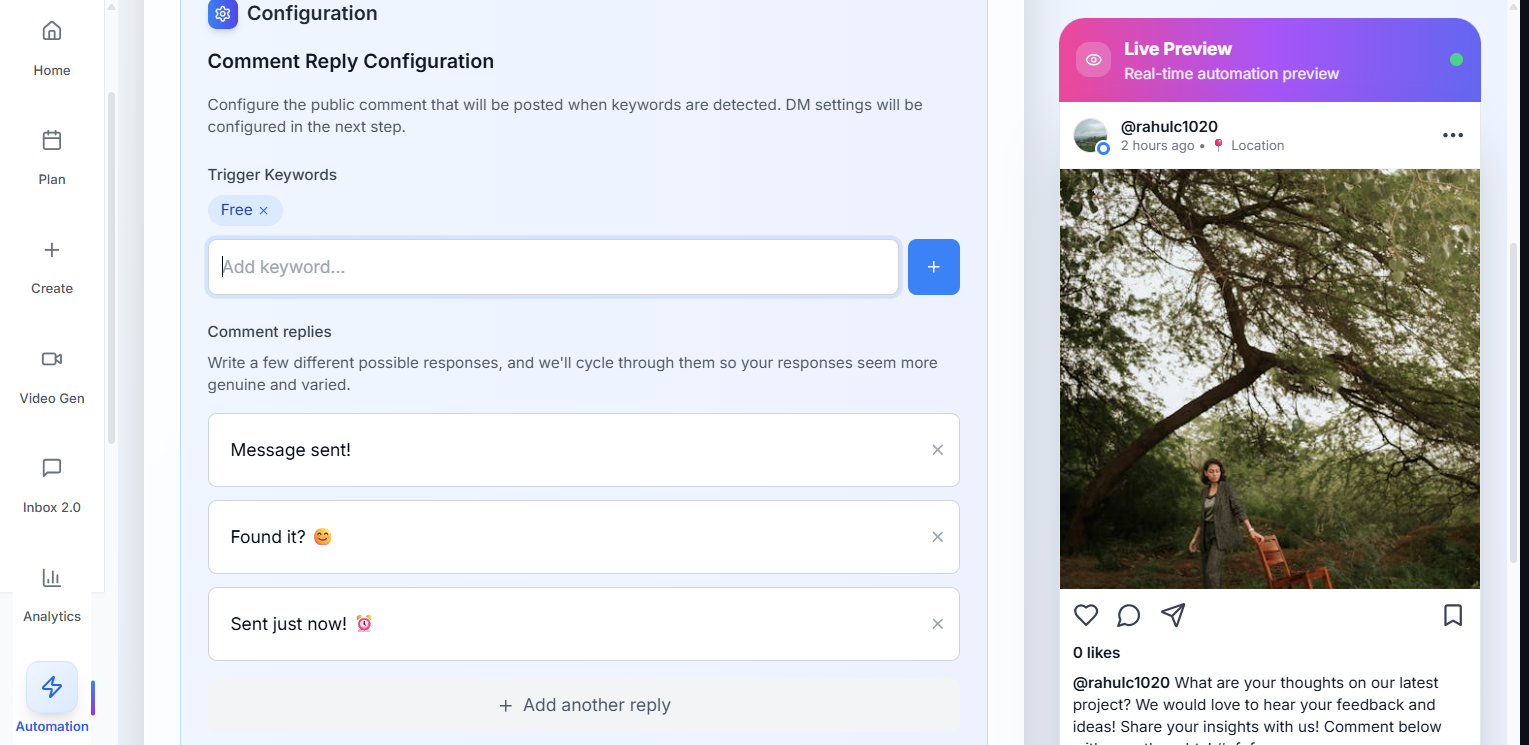 Home
Plan
Create
Video Gen
Inbox 2.0
Analytics
Automation
Configuration
Comment Reply Configuration
Configure the public comment that will be posted when keywords are detected. DM settings will be
configured in the next step.
Trigger Keywords
Free ×
Add keyword...
+
Comment replies
Write a few different possible responses, and we'll cycle through them so your responses seem more
genuine and varied.
Message sent!
Found it? 😊
Sent just now! ⏰
+ Add another reply
Live Preview
Real-time automation preview
@rahulc1020
2 hours ago • 📍 Location
0 likes
@rahulc1020 What are your thoughts on our latest
project? We would love to hear your feedback and
ideas! Share your insights with us! Comment below